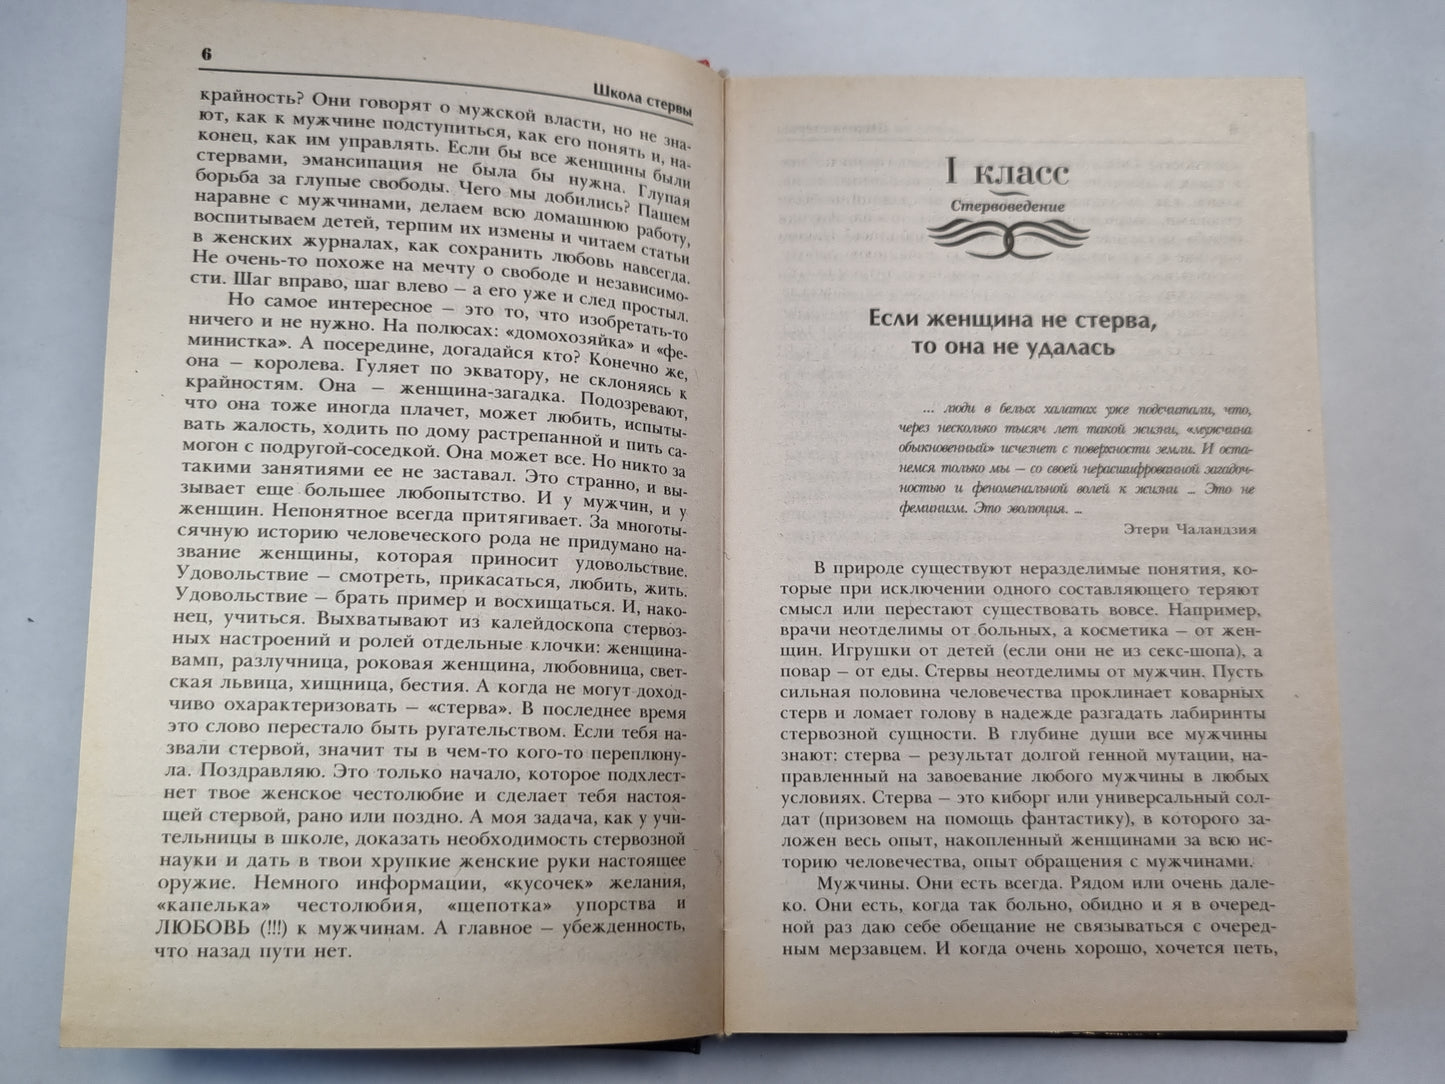 6
Школа стервы
крайность? Они говорят о мужской власти, но не зна-
ют, как к мужчине подступиться, как его понять и, на-
конец, как им управлять. Если бы все женщины были
стервами, эмансипация не была бы нужна. Глупая
борьба за глупые свободы. Чего мы добились? Пашем
наравне с мужчинами, делаем всю домашнюю работу,
воспитываем детей, терпим их измены и читаем статьи
в женских журналах, как сохранить любовь навсегда.
Не очень-то похоже на мечту о свободе и независимо-
сти. Шаг вправо, шаг влево – а его уже и след простыл.
Но самое интересное – это то, что изобретать-то
ничего и не нужно. На полюсах: «домохозяйка» и «фе-
министка». А посередине, догадайся кто? Конечно же,
она – королева. Гуляет по экватору, не склоняясь к
крайностям. Она – женщина-загадка. Подозревают,
что она тоже иногда плачет, может любить, испыты-
вать жалость, ходить по дому растрепанной и пить са-
могон с подругой-соседкой. Она может все. Но никто за
такими занятиями ее не заставал. Это странно, и вы-
зывает еще большее любопытство. И у мужчин, и у
женщин. Непонятное всегда притягивает. За многоты-
сячную историю человеческого рода не придумано на-
звание женщины, которая приносит удовольствие.
Удовольствие – смотреть, прикасаться, любить, жить.
Удовольствие – брать пример и восхищаться. И, нако-
нец, учиться. Выхватывают из калейдоскопа стервоз-
ных настроений и ролей отдельные клочки: женщина-
вамп, разлучница, роковая женщина, любовница, свет-
ская львица, хищница, бестия. А когда не могут доход-
чиво охарактеризовать – «стерва». В последнее время
это слово перестало быть ругательством. Если тебя на-
звали стервой, значит ты в чем-то кого-то переплюну-
ла. Поздравляю. Это только начало, которое подхлест-
нет твое женское честолюбие и сделает тебя настоя-
щей стервой, рано или поздно. А моя задача, как у учи-
тельницы в школе, доказать необходимость стервозной
науки и дать в твои хрупкие женские руки настоящее
оружие. Немного информации, «кусочек» желания,
«капелька» честолюбия, «щепотка» упорства и
ЛЮБОВЬ (!!!) к мужчинам. А главное – убежденность,
что назад пути нет.
I класс
Стервоведение
Если женщина не стерва,
то она не удалась
... люди в белых халатах уже подсчитали, что,
через несколько тысяч лет такой жизни, «мужчина
обыкновенный» исчезнет с поверхности земли. И оста-
немся только мы – со своей нерасшифрованной загадоч-
ностью и феноменальной волей к жизни ... Это не
феминизм. Это эволюция. ...
Этери Чаландзия
В природе существуют неразделимые понятия, ко-
торые при исключении одного составляющего теряют
смысл или перестают существовать вовсе. Например,
врачи неотделимы от больных, а косметика – от жен-
щин. Игрушки от детей (если они не из секс-шопа), а
повар – от еды. Стервы неотделимы от мужчин. Пусть
сильная половина человечества проклинает коварных
стерв и ломает голову в надежде разгадать лабиринты
стервозной сущности. В глубине души все мужчины
знают: стерва – результат долгой генной мутации, на-
правленный на завоевание любого мужчины в любых
условиях. Стерва – это киборг или универсальный сол-
дат (призовем на помощь фантастику), в которого за-
ложен весь опыт, накопленный женщинами за всю ис-
торию человечества, опыт обращения с мужчинами.
Мужчины. Они есть всегда. Рядом или очень дале-
ко. Они есть, когда так больно, обидно и я в очеред-
ной раз даю себе обещание не связываться с очеред-
ным мерзавцем. И когда очень хорошо, хочется петь,